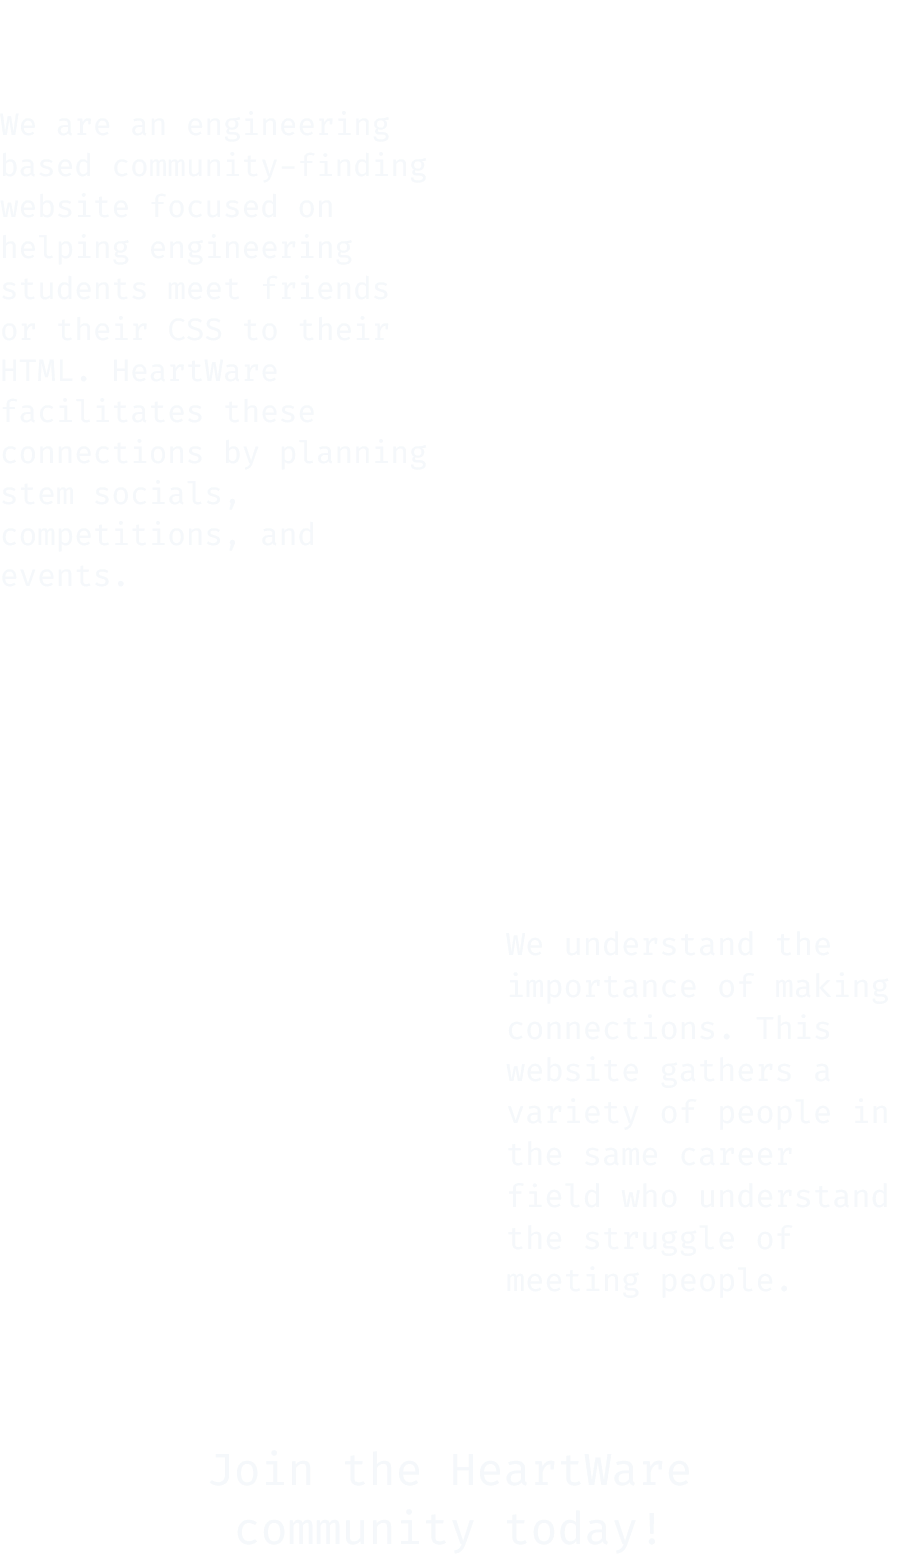 We are an engineering
based community-finding
website focused on
helping engineering
students meet friends
or their CSS to their
HTML. HeartWare
facilitates these
connections by planning
stem socials,
competitions, and
events.
We understand the
importance of making
connections. This
website gathers a
variety of people in
the same career
field who understand
the struggle of
meeting people.
Join the HeartWare
community today!